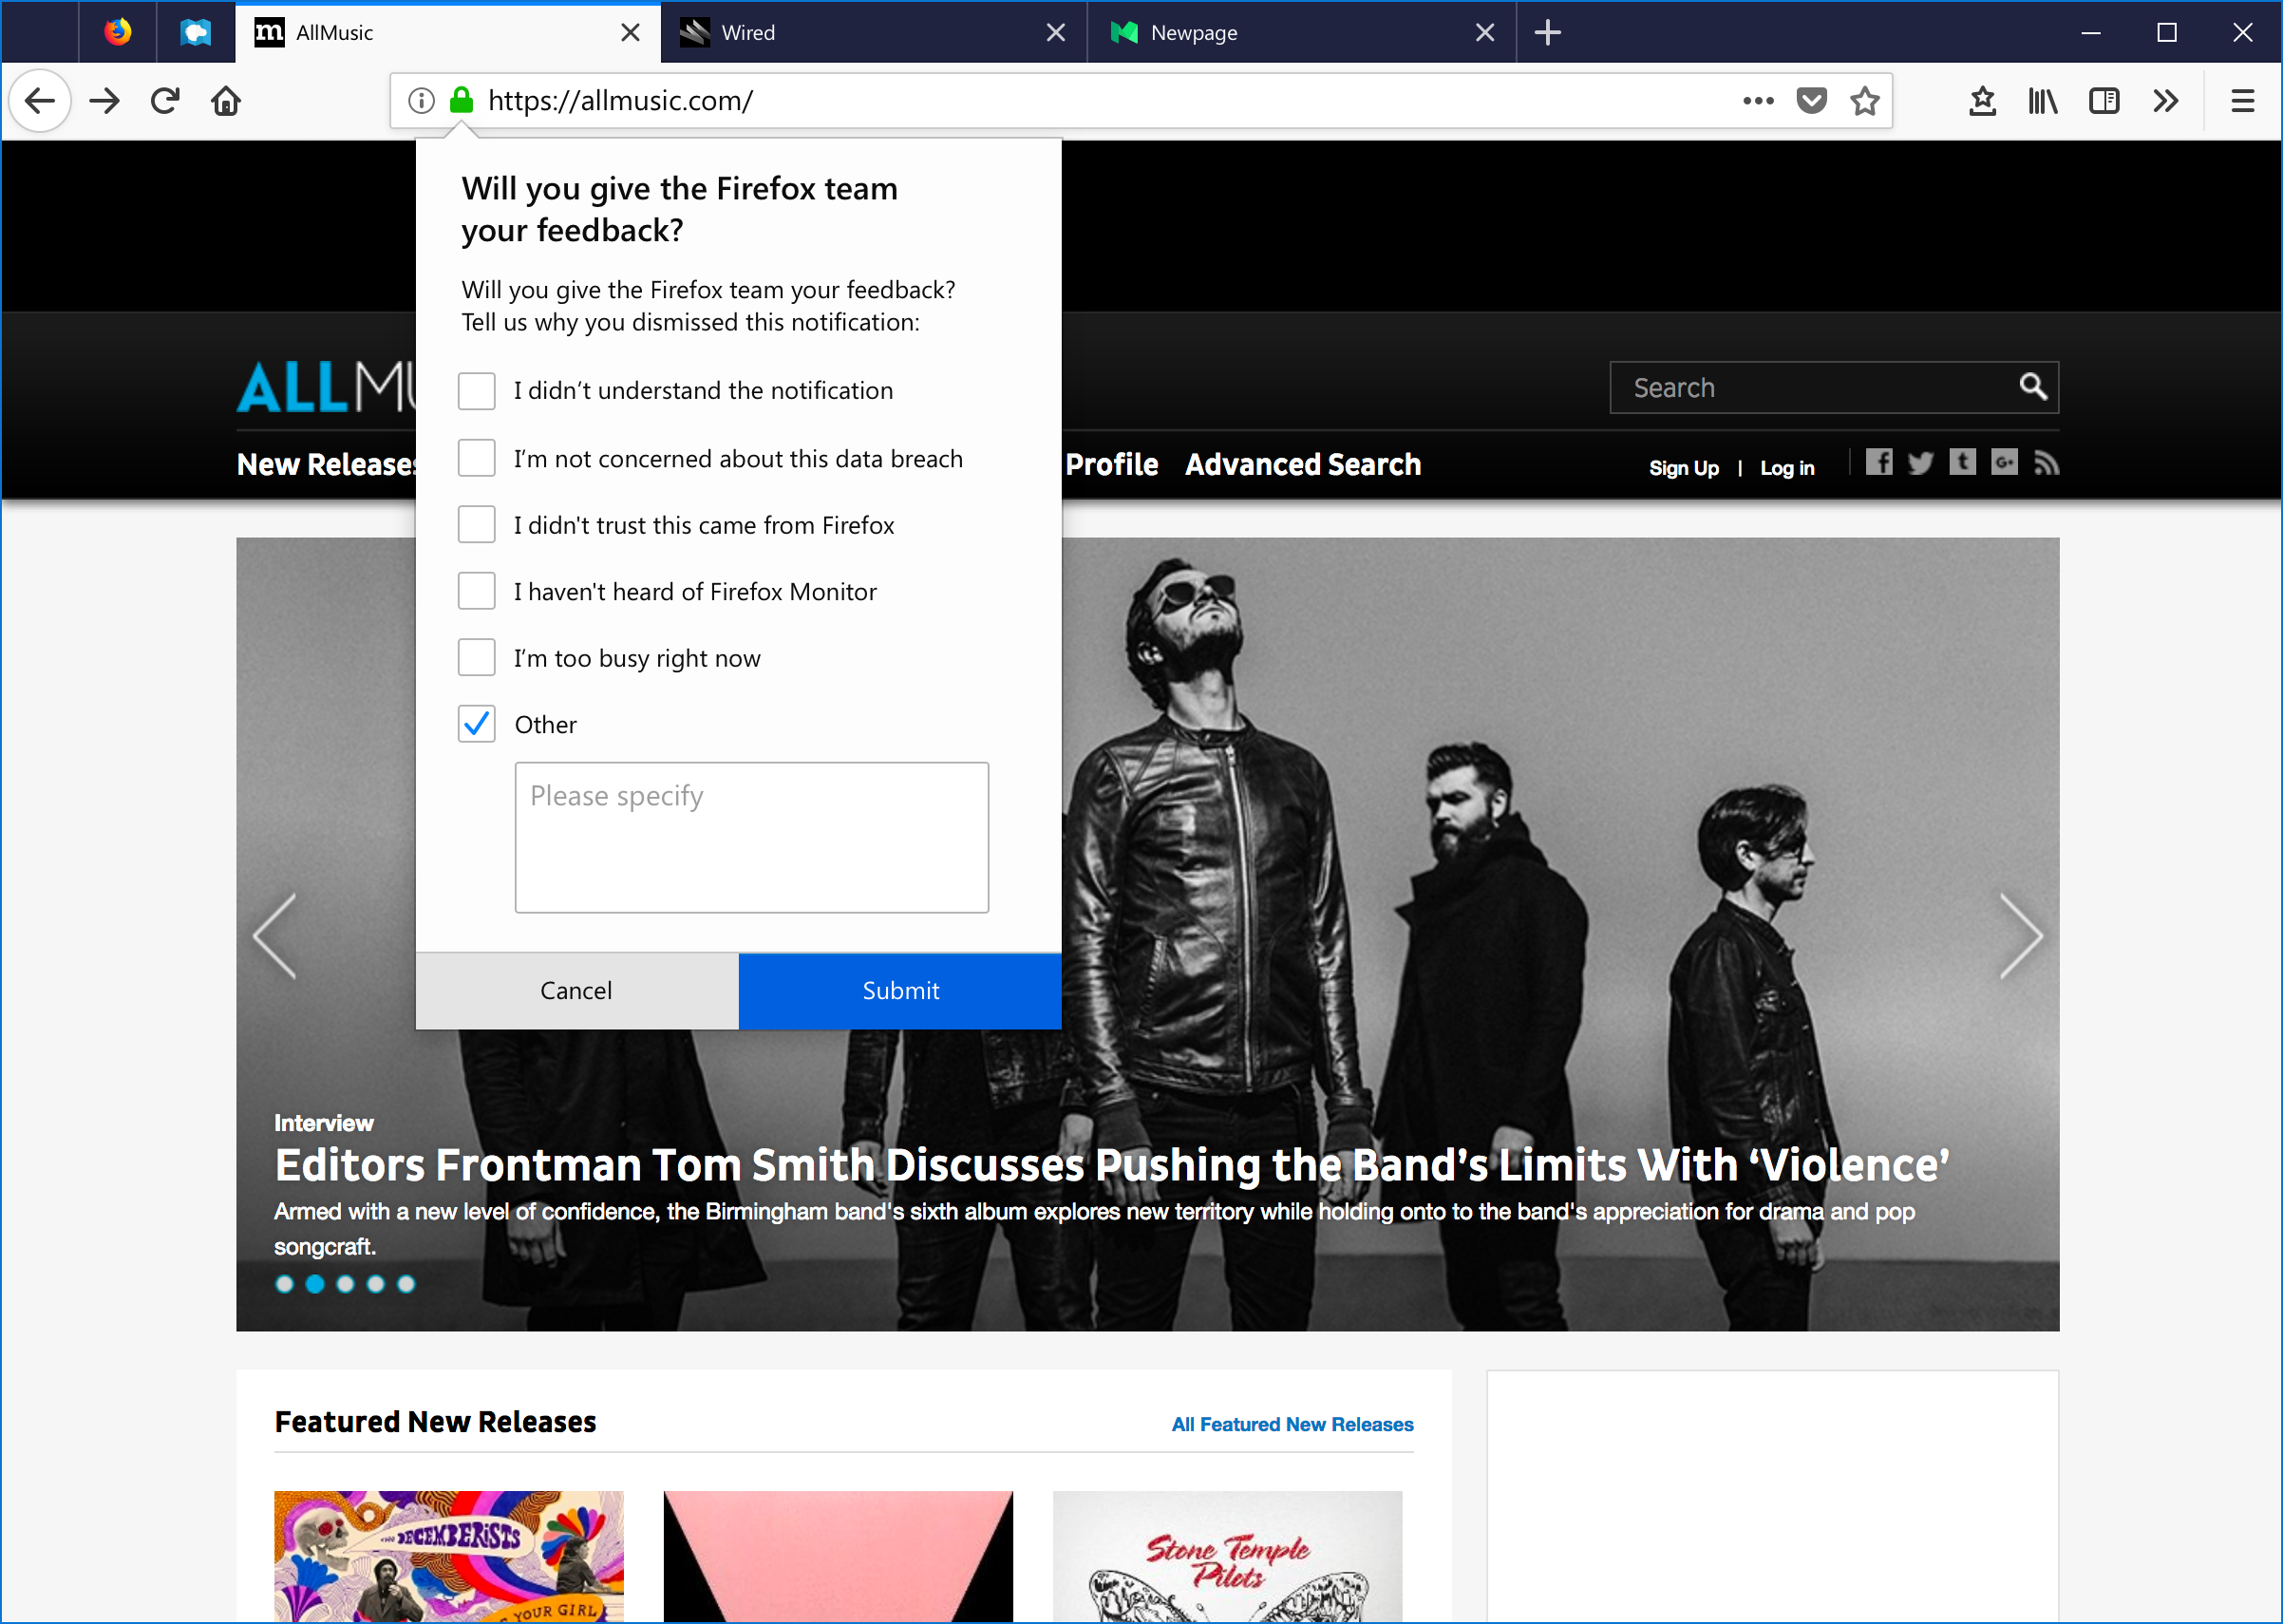 m AllMusic
Wired
Newpage
https://allmusic.com/
Will you give the Firefox team
your feedback?
Will you give the Firefox team your feedback?
Tell us why you dismissed this notification:
I didn’t understand the notification
I’m not concerned about this data breach
I didn't trust this came from Firefox
I haven't heard of Firefox Monitor
I’m too busy right now
Other
Please specify
Cancel
Submit
ALLMU
Search
New Releases
Profile
Advanced Search
Sign Up | Log in
f t G+
Interview
Editors Frontman Tom Smith Discusses Pushing the Band’s Limits With ‘Violence’
Armed with a new level of confidence, the Birmingham band's sixth album explores new territory while holding onto to the band's appreciation for drama and pop
songcraft.
Featured New Releases
All Featured New Releases
THE DECEMBERISTS
YOUR GIRL
Stone Temple
Pilots